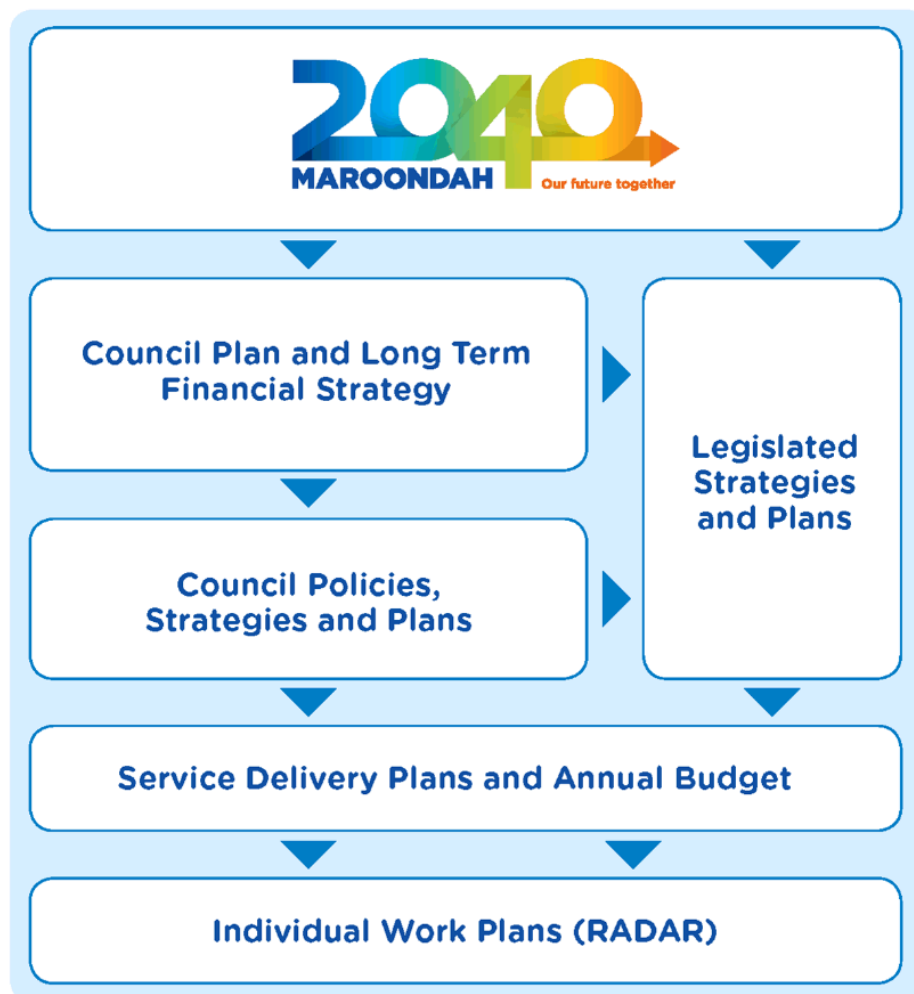 2040
MAROONDAH Our future together
Council Plan and Long Term
Financial Strategy
Legislated
Strategies
and Plans
Council Policies,
Strategies and Plans
Service Delivery Plans and Annual Budget
Individual Work Plans (RADAR)